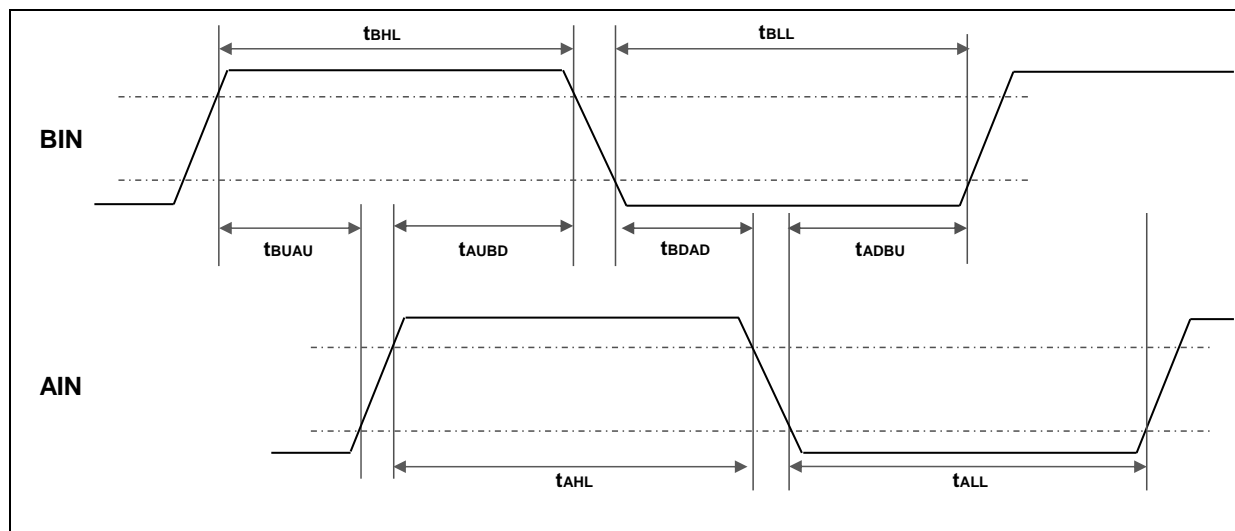 tBHL
tBLL
BIN
tBUAU
tAUBD
tBDAD
tADBU
AIN
tAHL
tALL